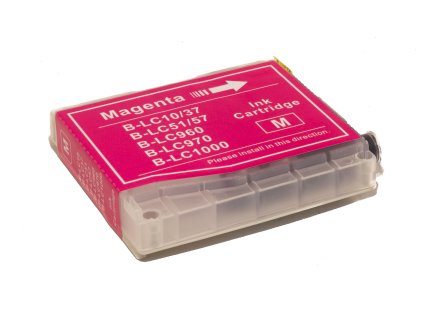 Magenta
B-LC10/37
B-LC51/57
B-LC960
B-LC970
B-LC1000
Ink
Cartridge
M
Please install in this direction
M